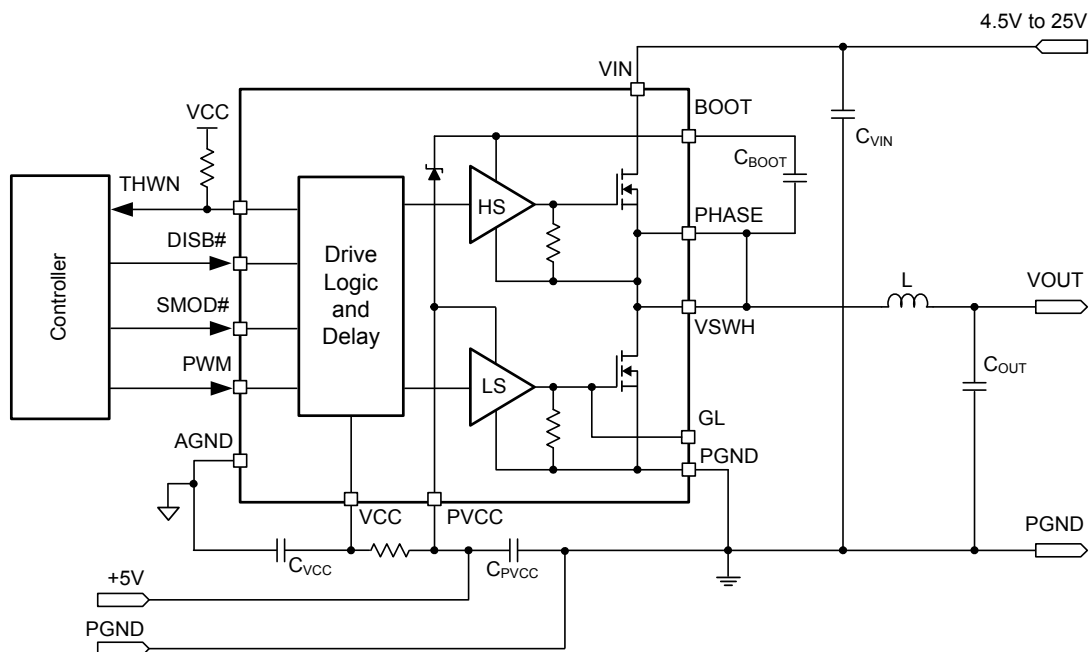 4.5V to 25V
VIN
VCC
BOOT
CVIN
CBOOT
THWN
HS
PHASE
DISB#
Controller
Drive
Logic
and
Delay
L
VOUT
SMOD#
VSWH
PWM
LS
COUT
GL
AGND
PGND
VCC
PVCC
PGND
CVCC
CPVCC
+5V
PGND